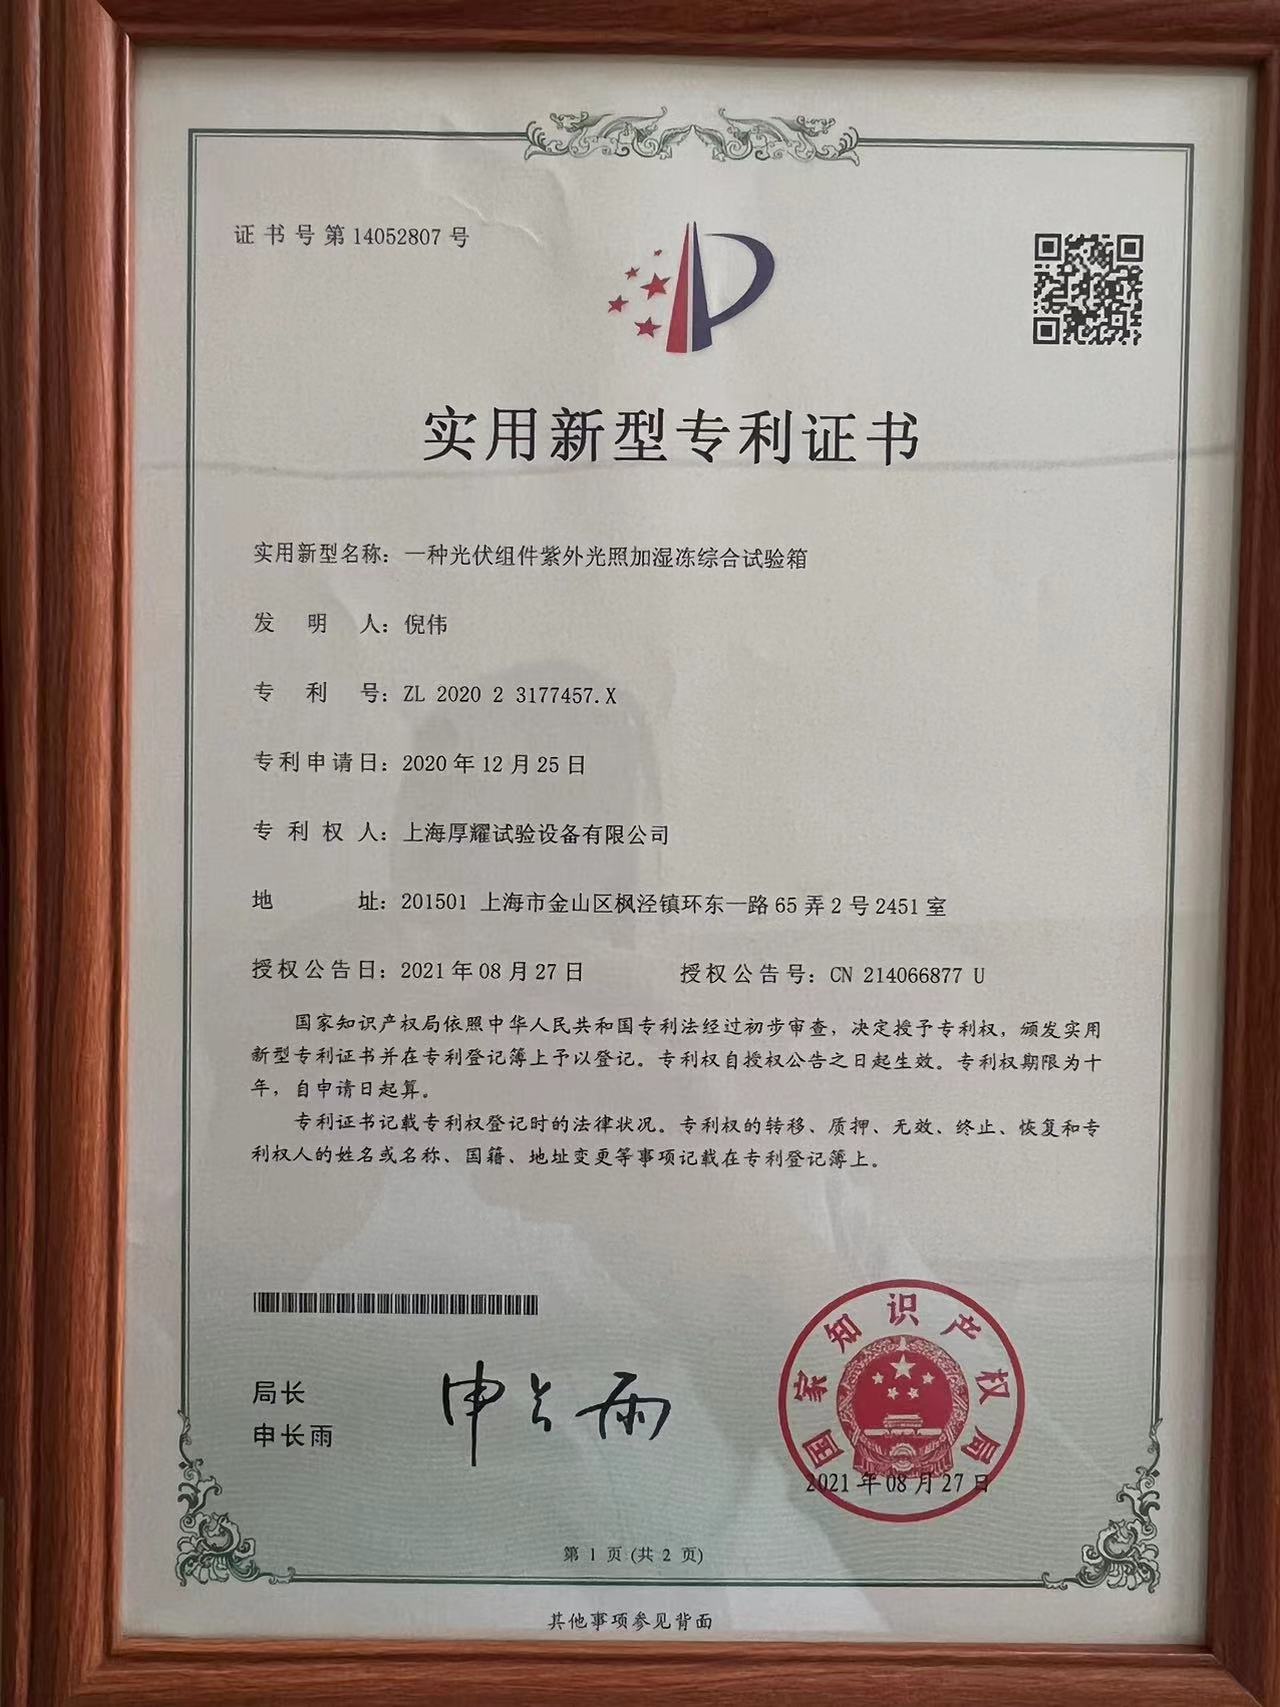 证书号第14052807号
实用新型专利证书
实用新型名称：一种光伏组件紫外光照加湿冻综合试验箱
发明人：倪伟
专利号：ZL 2020 2 3177457.X
专利申请日：2020年12月25日
专利权人：上海厚耀试验设备有限公司
地址：201501 上海市金山区枫泾镇环东一路65弄2号2451室
授权公告日：2021年08月27日 授权公告号：CN 214066877 U
国家知识产权局依照中华人民共和国专利法经过初步审查，决定授予专利权，颁发实用
新型专利证书并在专利登记簿上予以登记。专利权自授权公告之日起生效。专利权期限为十
年，自申请日起算。
专利证书记载专利权登记时的法律状况。专利权的转移、质押、无效、终止、恢复和专
利权人的姓名或名称、国籍、地址变更等事项记载在专利登记簿上。
局长
申长雨
申长雨
国家知识产权局
2021年08月27日
第 1 页 (共 2 页)
其他事项参见背面